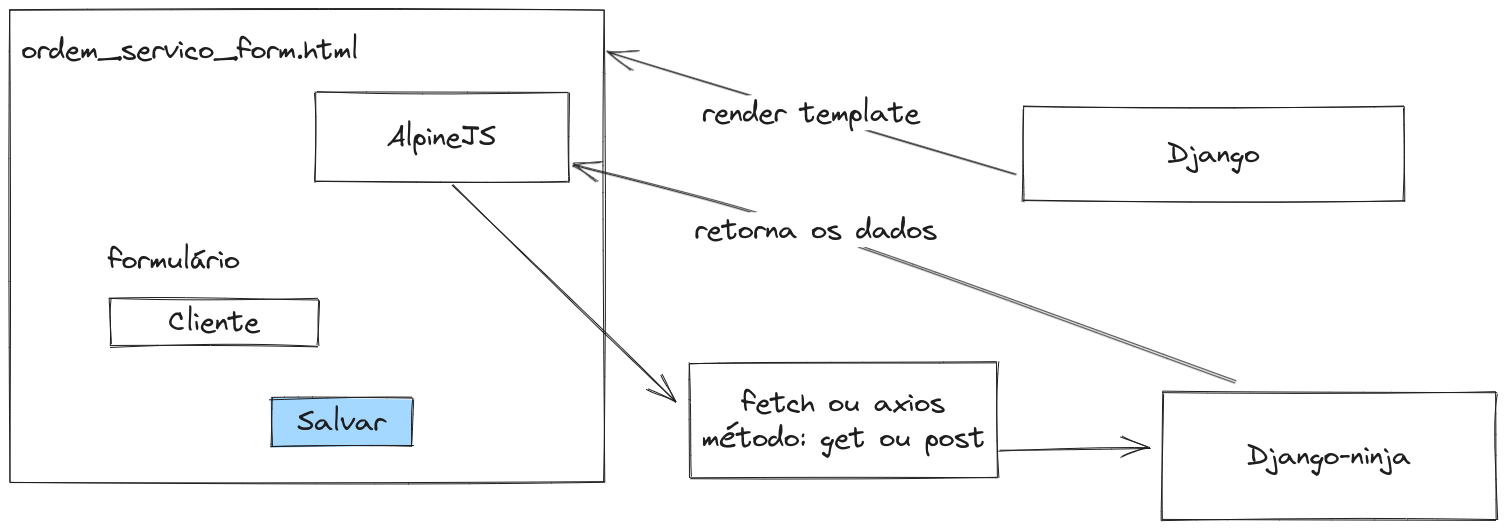 ordem_servico_form.html
AlpineJS
render template
Django
retorna os dados
formulário
Cliente
Salvar
fetch ou axios
método: get ou post
Django-ninja